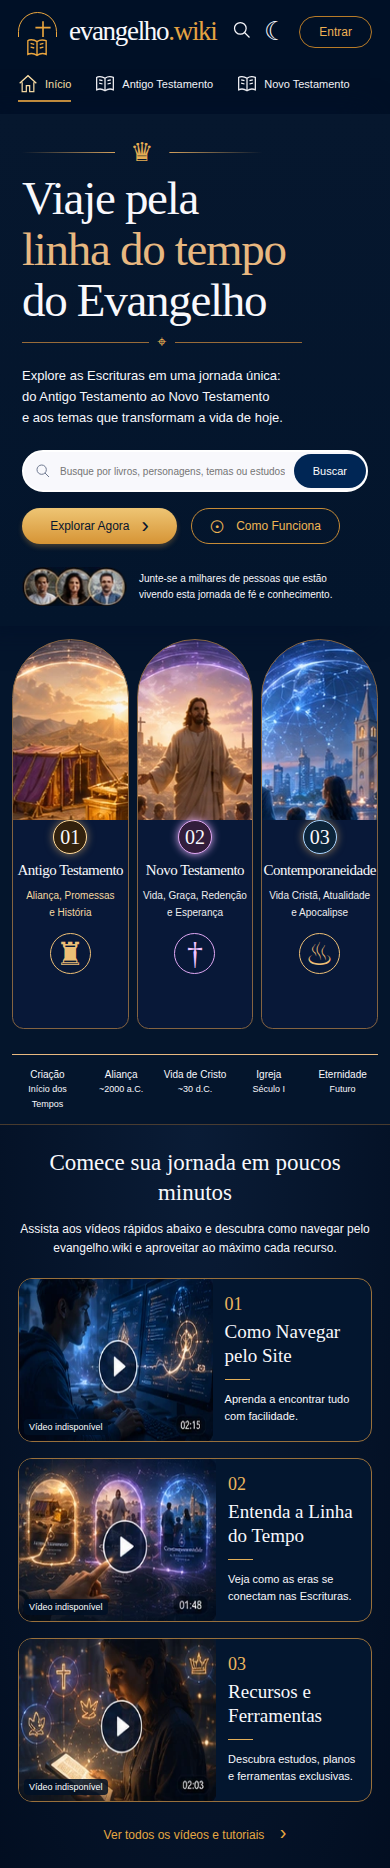 evangelho.wiki
Entrar
Início
Antigo Testamento
Novo Testamento
Viaje pela
linha do tempo
do Evangelho
Explore as Escrituras em uma jornada única:
do Antigo Testamento ao Novo Testamento
e aos temas que transformam a vida de hoje.
Busque por livros, personagens, temas ou estudos
Buscar
Explorar Agora
Como Funciona
Junte-se a milhares de pessoas que estão
vivendo esta jornada de fé e conhecimento.
01
Antigo Testamento
Aliança, Promessas
e História
02
Novo Testamento
Vida, Graça, Redenção
e Esperança
03
Contemporaneidade
Vida Cristã, Atualidade
e Apocalipse
Criação
Início dos
Tempos
Aliança
~2000 a.C.
Vida de Cristo
~30 d.C.
Igreja
Século I
Eternidade
Futuro
Comece sua jornada em poucos
minutos
Assista aos vídeos rápidos abaixo e descubra como navegar pelo
evangelho.wiki e aproveitar ao máximo cada recurso.
Vídeo indisponível
02:15
01
Como Navegar
pelo Site
Aprenda a encontrar tudo
com facilidade.
Vídeo indisponível
01:48
02
Entenda a Linha
do Tempo
Veja como as eras se
conectam nas Escrituras.
Vídeo indisponível
02:03
03
Recursos e
Ferramentas
Descubra estudos, planos
e ferramentas exclusivas.
Ver todos os vídeos e tutoriais